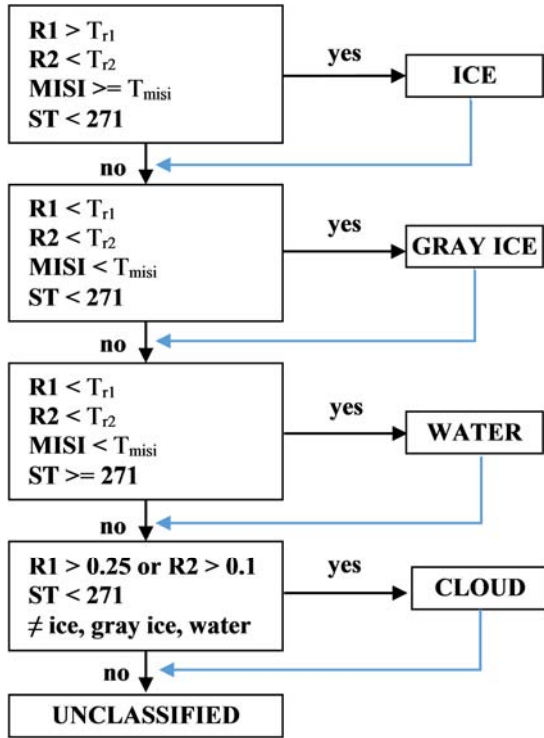 R1 > Tr1
R2 < Tr2
MISI >= Tmisi
ST < 271
yes
ICE
no
R1 < Tr1
R2 < Tr2
MISI < Tmisi
ST < 271
yes
GRAY ICE
no
R1 < Tr1
R2 < Tr2
MISI < Tmisi
ST >= 271
yes
WATER
no
R1 > 0.25 or R2 > 0.1
ST < 271
≠ ice, gray ice, water
yes
CLOUD
no
UNCLASSIFIED